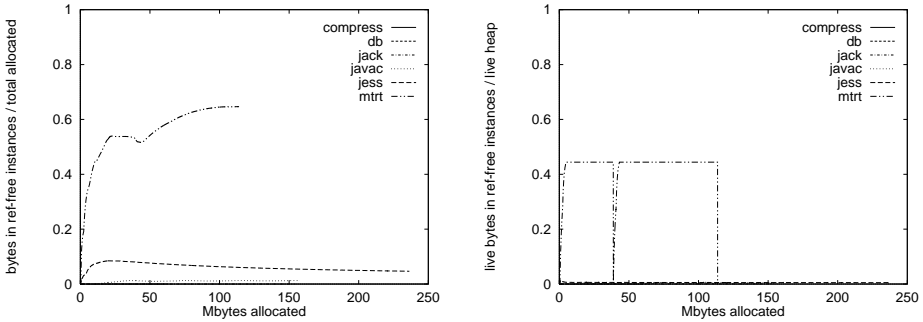 bytes in ref-free instances / total allocated
1
0.8
0.6
0.4
0.2
0
0
50
100
150
200
250
Mbytes allocated
compress
db
jack
javac
jess
mtrt
live bytes in ref-free instances / live heap
1
0.8
0.6
0.4
0.2
0
0
50
100
150
200
250
Mbytes allocated
compress
db
jack
javac
jess
mtrt